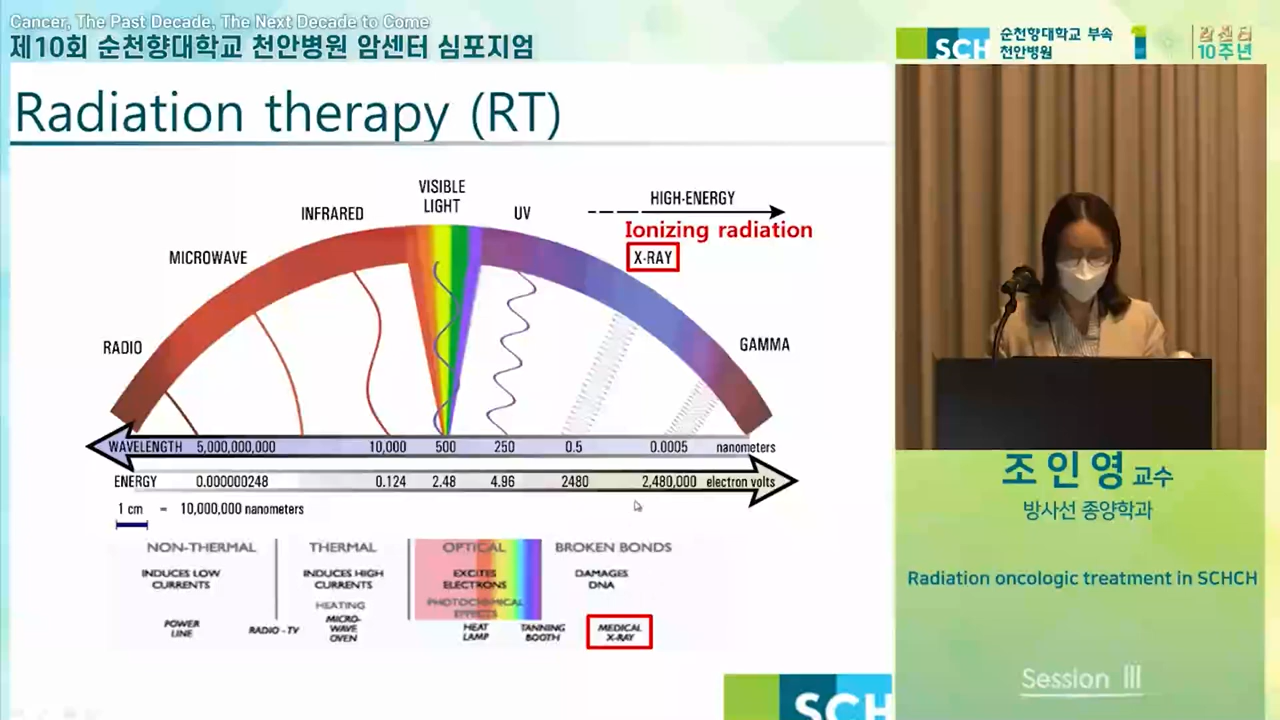 Cancer, The Past Decade, The Next Decade to Come
제10회 순천향대학교 천안병원 암센터 심포지엄
SCH
순천향대학교 부속
천안병원
암센터
10주년
Radiation therapy (RT)
VISIBLE
LIGHT
INFRARED
UV
HIGH-ENERGY
Ionizing radiation
MICROWAVE
X-RAY
RADIO
GAMMA
WAVELENGTH 5,000,000,000 10,000 500 250 0.5 0.0005 nanometers
ENERGY 0.000000248 0.124 2.48 4.96 2480 2,480,000 electron volts
1 cm = 10,000,000 nanometers
NON-THERMAL THERMAL OPTICAL BROKEN BONDS
INDUCES LOW
CURRENTS
INDUCES HIGH
CURRENTS
EXCITES
ELECTRONS
DAMAGES
DNA
HEATING
PHOTOCHEMICAL
EFFECTS
POWER
LINE
RADIO - TV
MICRO-
WAVE
OVEN
HEAT
LAMP
TANNING
BOOTH
MEDICAL
X-RAY
SCH
조 인 영 교수
방사선 종양학과
Radiation oncologic treatment in SCHCH
Session Ⅲ